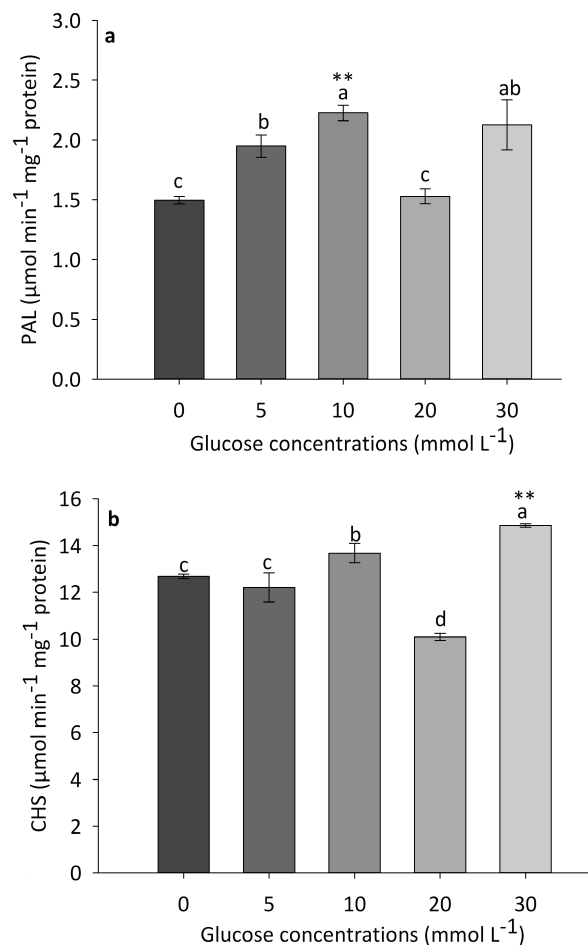 a
PAL (µmol min-1 mg-1 protein)
3.0
2.5
2.0
1.5
1.0
0.5
0.0
c
b
**
a
c
ab
0 5 10 20 30
Glucose concentrations (mmol L-1)
b
CHS (µmol min-1 mg-1 protein)
16
14
12
10
8
6
4
2
0
c
c
b
d
**
a
0 5 10 20 30
Glucose concentrations (mmol L-1)